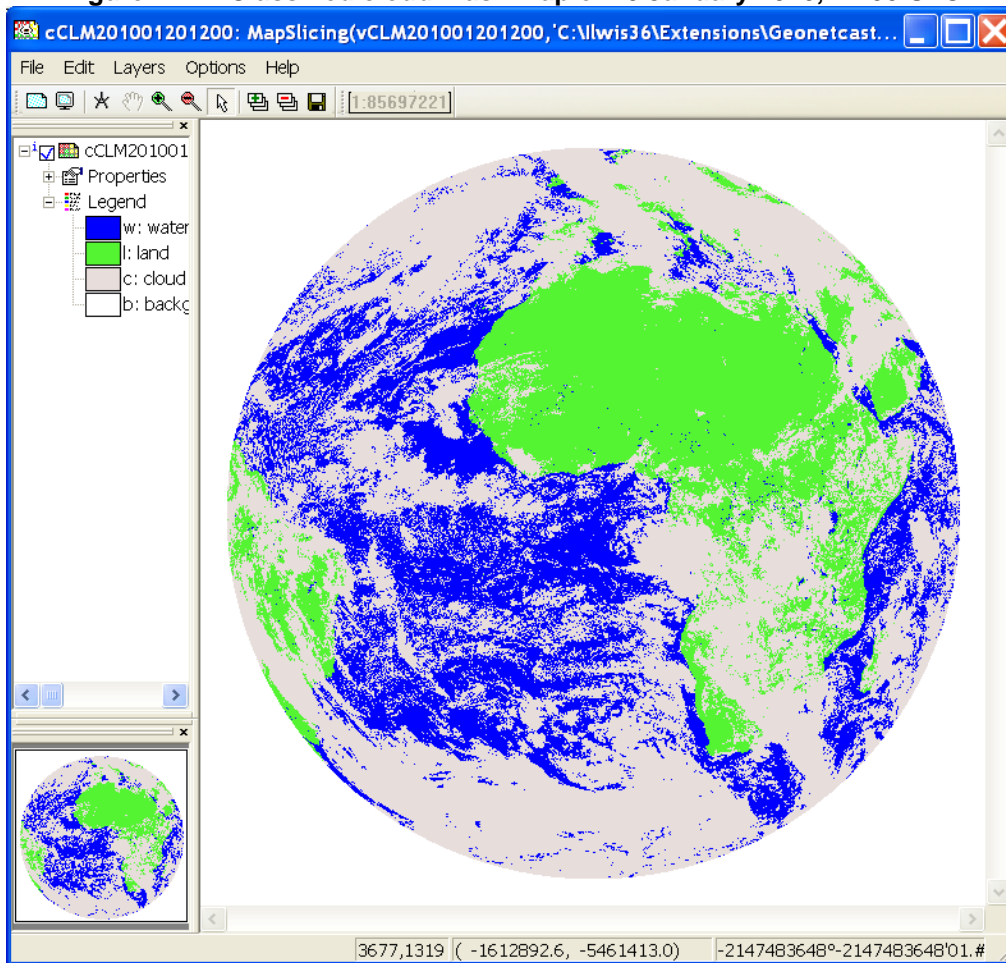 cCLM201001201200: MapSlicing(vCLM201001201200,'C:\Ilwis36\Extensions\Geonetcast...
File Edit Layers Options Help
1:85697221
cCLM201001
Properties
Legend
w: water
l: land
c: cloud
b: backg
3677,1319 ( -1612892.6, -5461413.0) -2147483648º-2147483648'01.#